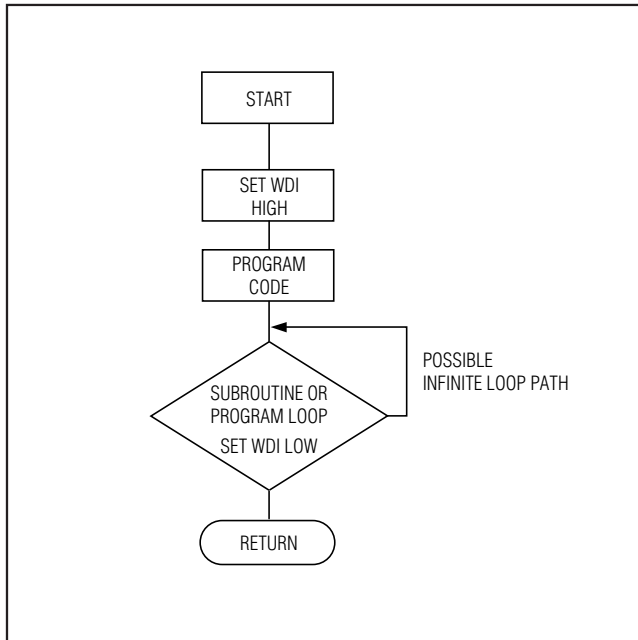 START
SET WDI
HIGH
PROGRAM
CODE
POSSIBLE
INFINITE LOOP PATH
SUBROUTINE OR
PROGRAM LOOP
SET WDI LOW
RETURN